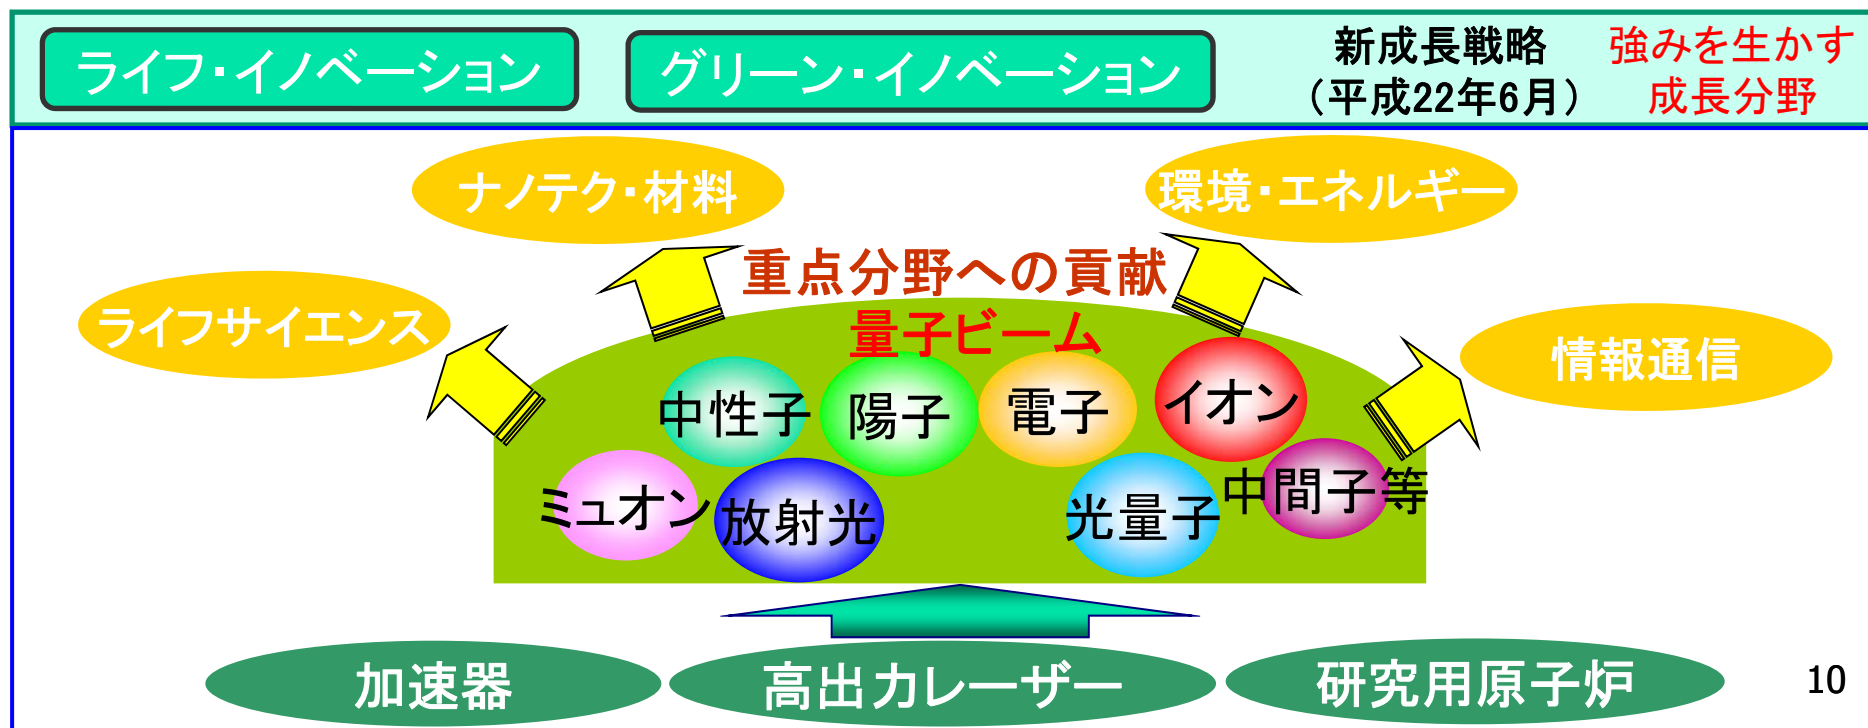 ライフ・イノベーション
グリーン・イノベーション
新成長戦略
（平成22年6月）
強みを生かす
成長分野
ナノテク・材料
環境・エネルギー
重点分野への貢献
ライフサイエンス
量子ビーム
情報通信
中性子
陽子
電子
イオン
ミュオン
放射光
光量子
中間子等
加速器
高出力レーザー
研究用原子炉
10